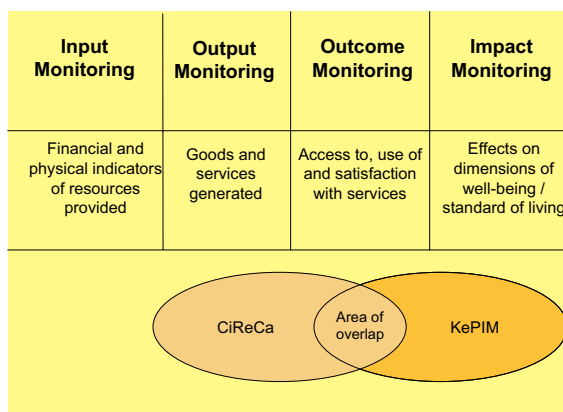 Input
Monitoring
Output
Monitoring
Outcome
Monitoring
Impact
Monitoring
Financial and
physical indicators
of resources
provided
Goods and
services
generated
Access to, use of
and satisfaction
with services
Effects on
dimensions of
well-being /
standard of living
CiReCa
Area of
overlap
KePIM